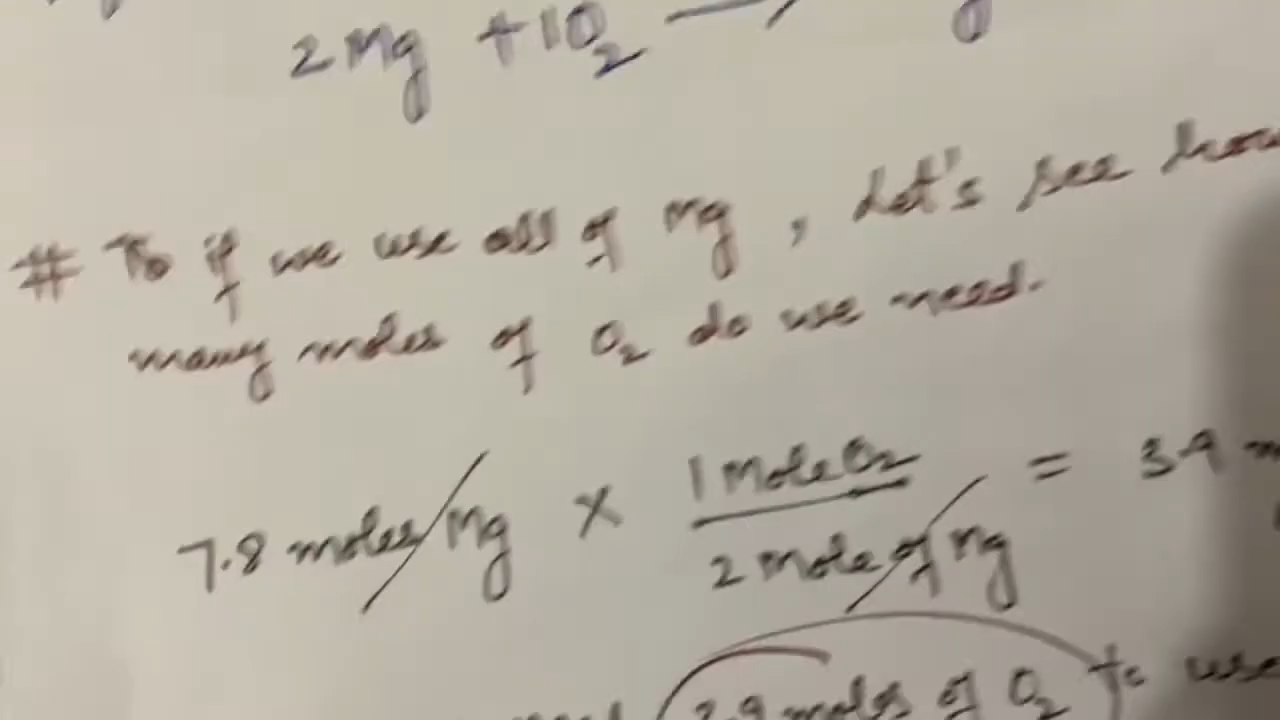 2Mg + 1O₂ →
# To if we use all of Mg, Let's see how
many moles of O₂ do we need.
7.8 moles Mg × 1 Mole O₂ / 2 mole of Mg = 3.9
3.9 moles of O₂ to use